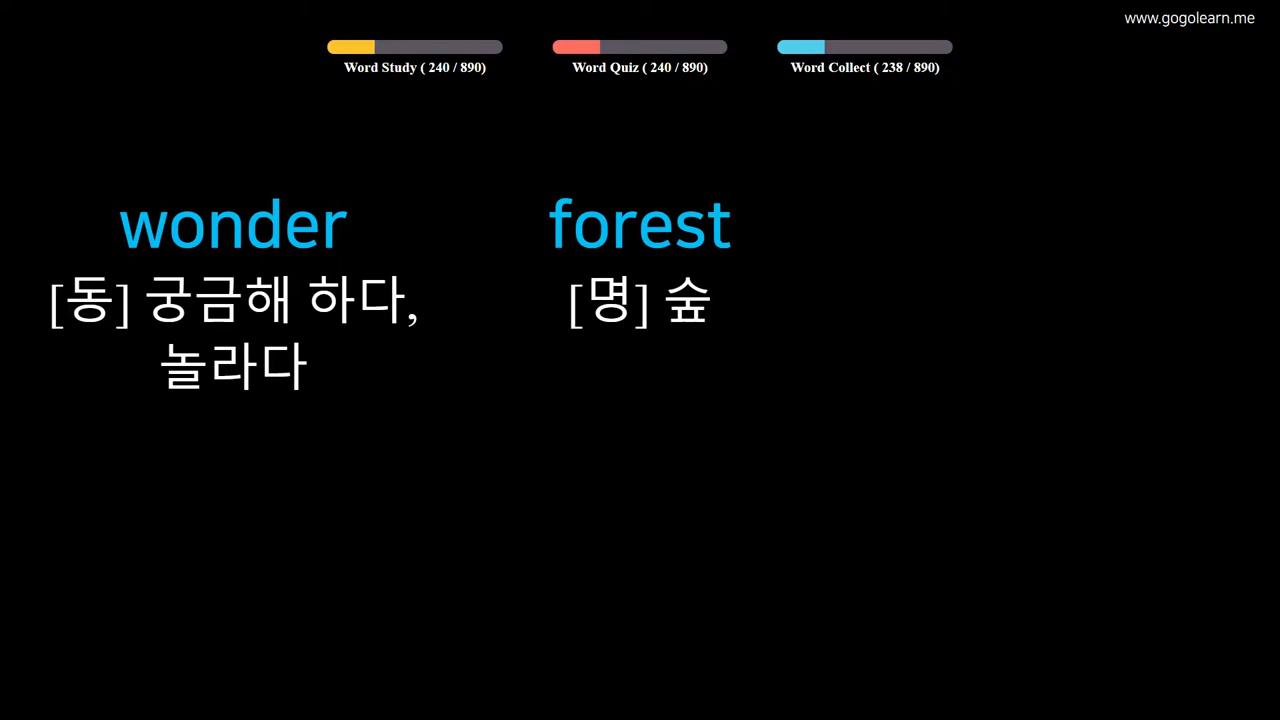 www.gogolearn.me
Word Study ( 240 / 890)
Word Quiz ( 240 / 890)
Word Collect ( 238 / 890)
wonder
[동] 궁금해 하다,
놀라다
forest
[명] 숲